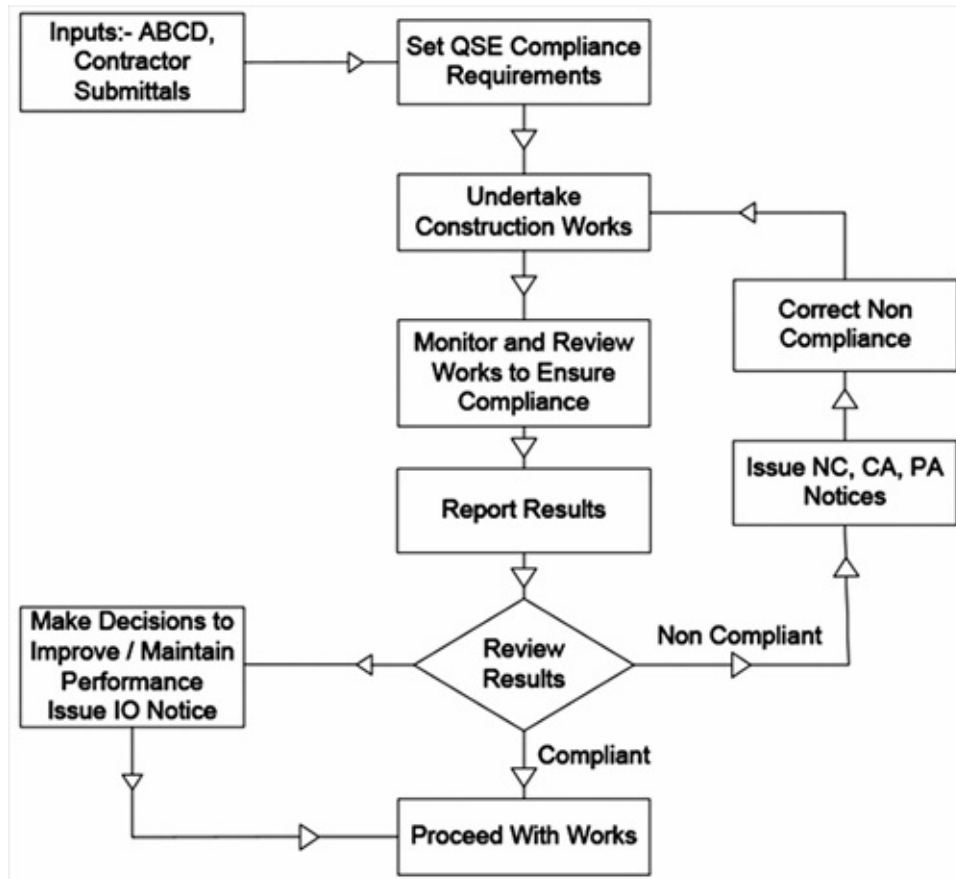 Inputs:- ABCD,
Contractor
Submittals
Set QSE Compliance
Requirements
Undertake
Construction Works
Correct Non
Compliance
Monitor and Review
Works to Ensure
Compliance
Issue NC, CA, PA
Notices
Report Results
Make Decisions to
Improve / Maintain
Performance
Issue IO Notice
Review
Results
Non Compliant
Compliant
Proceed With Works